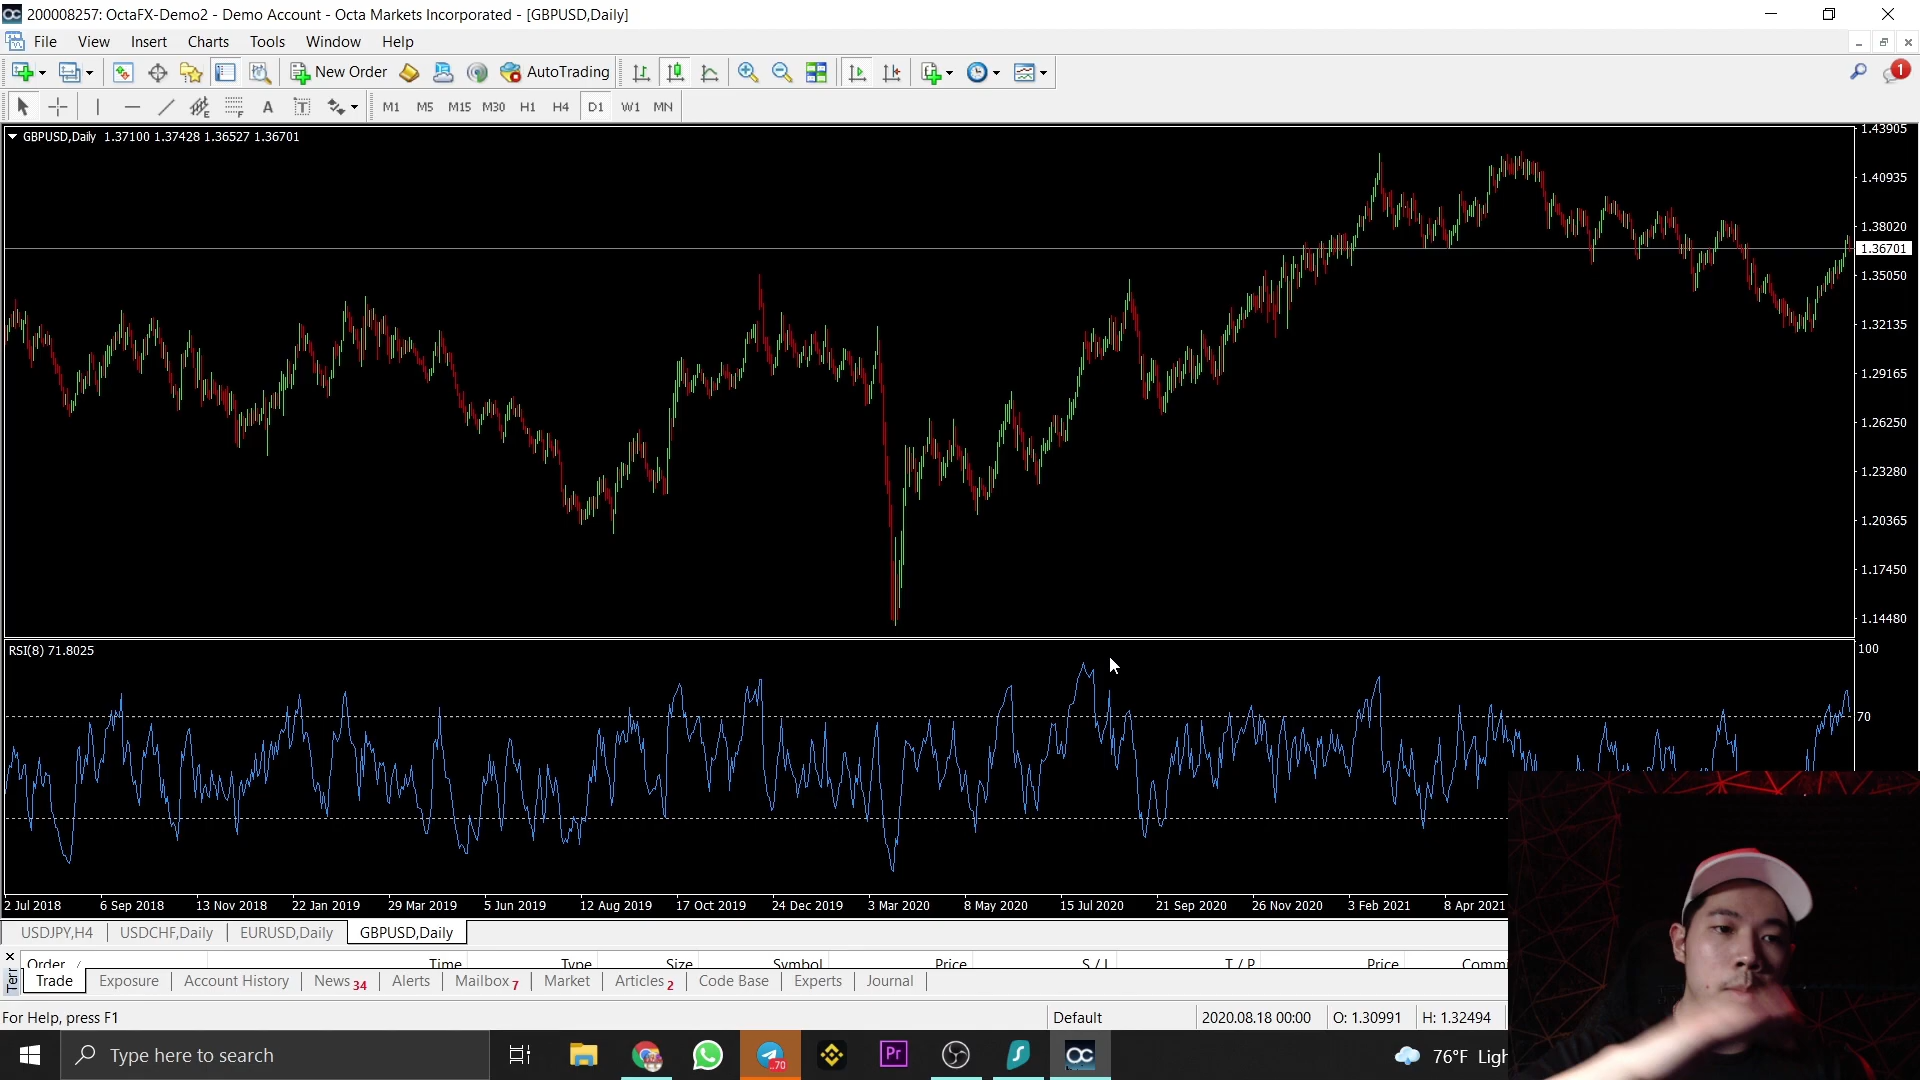 200008257: OctaFX-Demo2 - Demo Account - Octa Markets Incorporated - [GBPUSD,Daily]
File View Insert Charts Tools Window Help
New Order AutoTrading 1
A T M1 M5 M15 M30 H1 H4 D1 W1 MN
GBPUSD,Daily 1.37100 1.37428 1.36527 1.36701
1.43905
1.40935
1.38020
1.36701
1.35050
1.32135
1.29165
1.26250
1.23280
1.20365
1.17450
1.14480
RSI(8) 71.8025
100
70
2 Jul 2018 6 Sep 2018 13 Nov 2018 22 Jan 2019 29 Mar 2019 5 Jun 2019 12 Aug 2019 17 Oct 2019 24 Dec 2019 3 Mar 2020 8 May 2020 15 Jul 2020 21 Sep 2020 26 Nov 2020 3 Feb 2021 8 Apr 2021
USDJPY,H4 USDCHF,Daily EURUSD,Daily GBPUSD,Daily
Order Time Type Size Symbol Price S / L T / P Price Commi
Trade Exposure Account History News 34 Alerts Mailbox 7 Market Articles 2 Code Base Experts Journal
For Help, press F1 Default 2020.08.18 00:00 O: 1.30991 H: 1.32494
Type here to search Pr 70 76°F Ligh